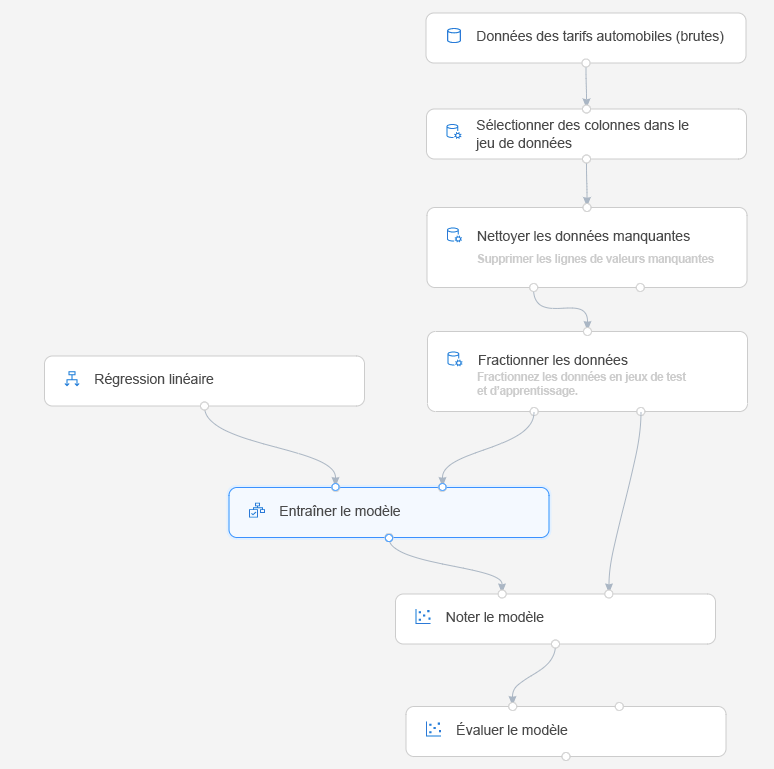 Données des tarifs automobiles (brutes)
Sélectionner des colonnes dans le
jeu de données
Nettoyer les données manquantes
Supprimer les lignes de valeurs manquantes
Fractionner les données
Fractionnez les données en jeux de test
et d'apprentissage.
Régression linéaire
Entraîner le modèle
Noter le modèle
Évaluer le modèle